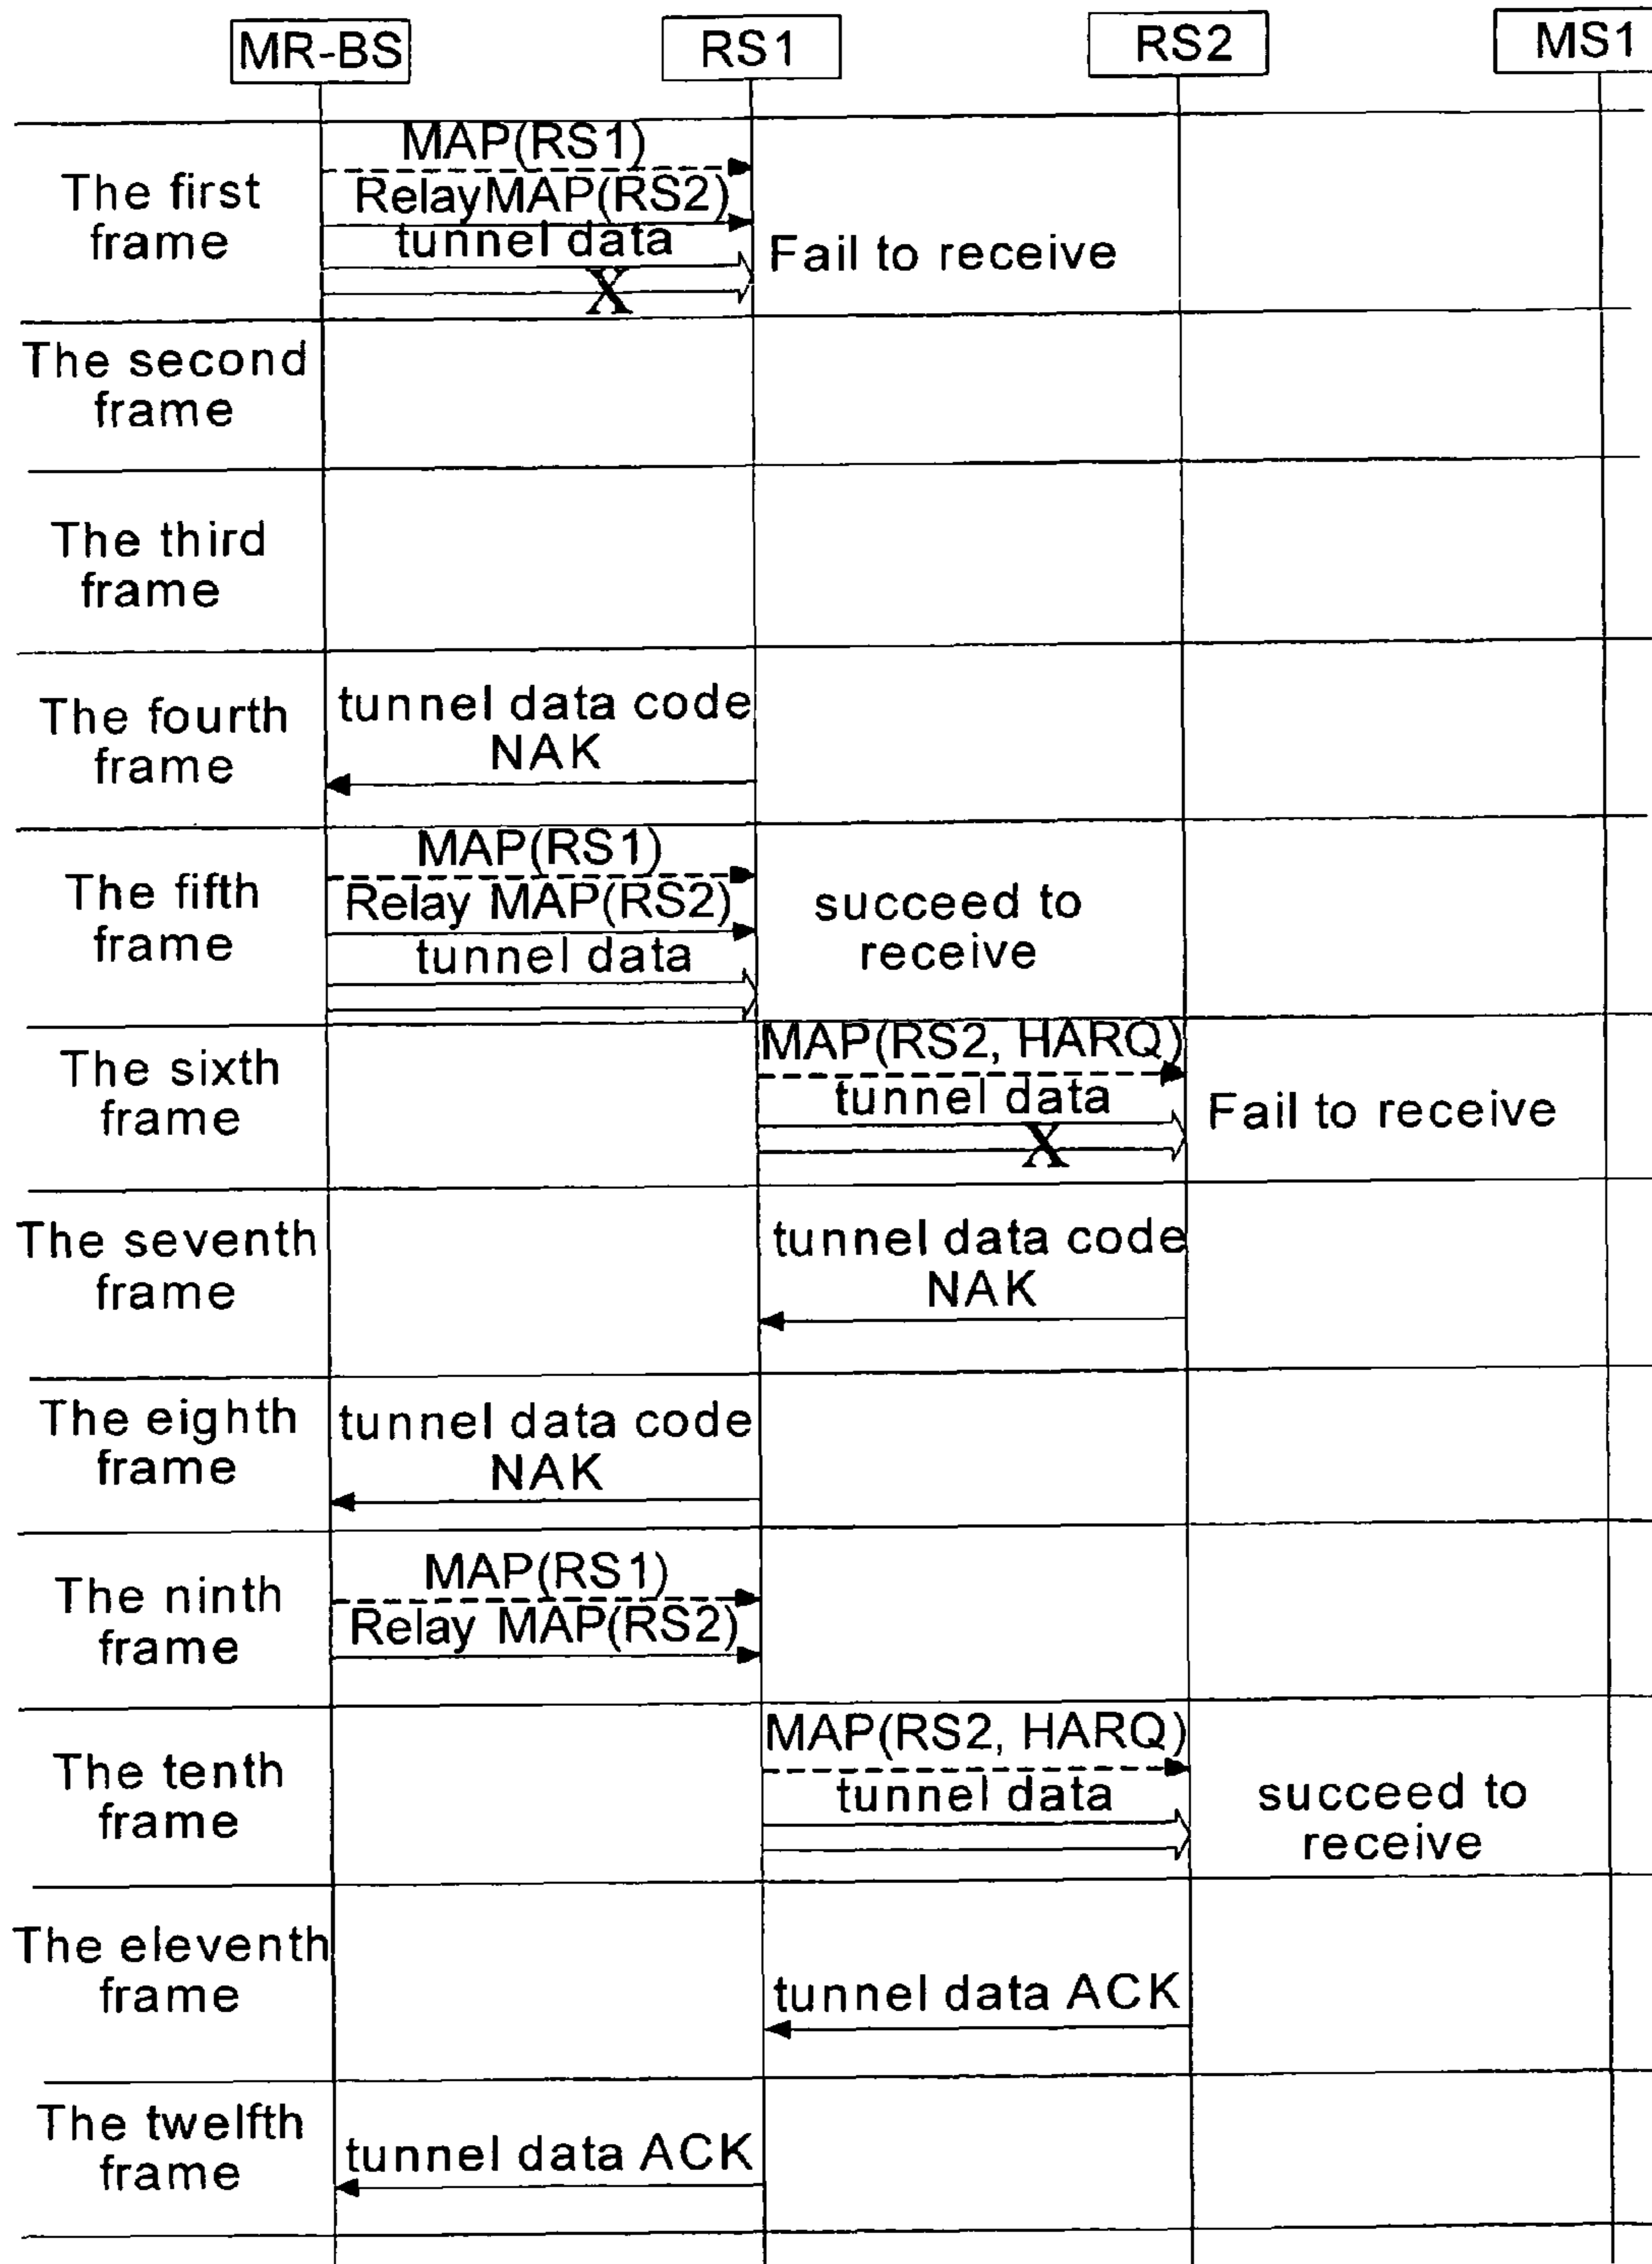 MR-BS
RS1
RS2
MS1
The first
frame
MAP(RS1)
RelayMAP(RS2)
tunnel data
X
Fail to receive
The second
frame
The third
frame
The fourth
frame
tunnel data code
NAK
The fifth
frame
MAP(RS1)
Relay MAP(RS2)
tunnel data
succeed to
receive
The sixth
frame
MAP(RS2, HARQ)
tunnel data
X
Fail to receive
The seventh
frame
tunnel data code
NAK
The eighth
frame
tunnel data code
NAK
The ninth
frame
MAP(RS1)
Relay MAP(RS2)
The tenth
frame
MAP(RS2, HARQ)
tunnel data
succeed to
receive
The eleventh
frame
tunnel data ACK
The twelfth
frame
tunnel data ACK